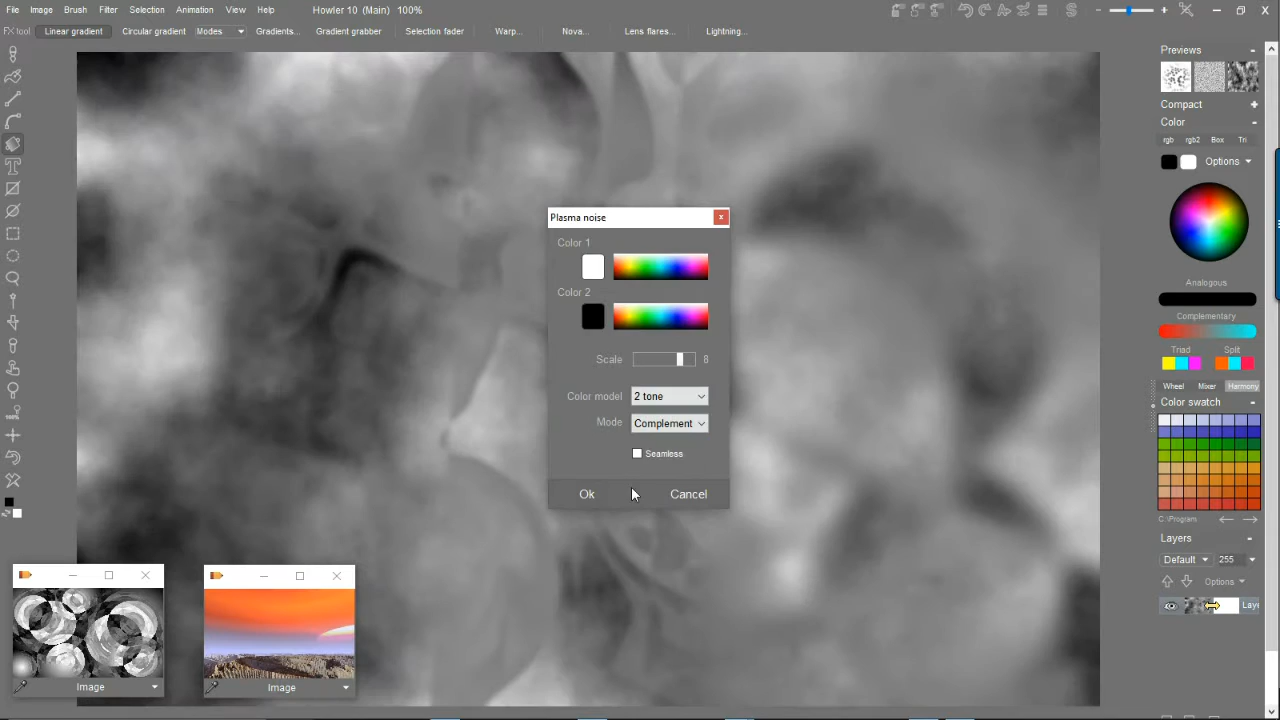 File Image Brush Filter Selection Animation View Help Howler 10 (Main) 100%
FX tool Linear gradient Circular gradient Modes Gradients... Gradient grabber Selection fader Warp... Nova... Lens flares... Lightning...
Previews
Compact
Color
rgb rgb2 Box Tri
Options
Analogous
Complementary
Triad Split
Wheel Mixer Harmony
Color swatch
C:\Program
Layers
Default 255
Options
Laye
Plasma noise
Color 1
Color 2
Scale 8
Color model 2 tone
Mode Complement
Seamless
Ok Cancel
Image
Image